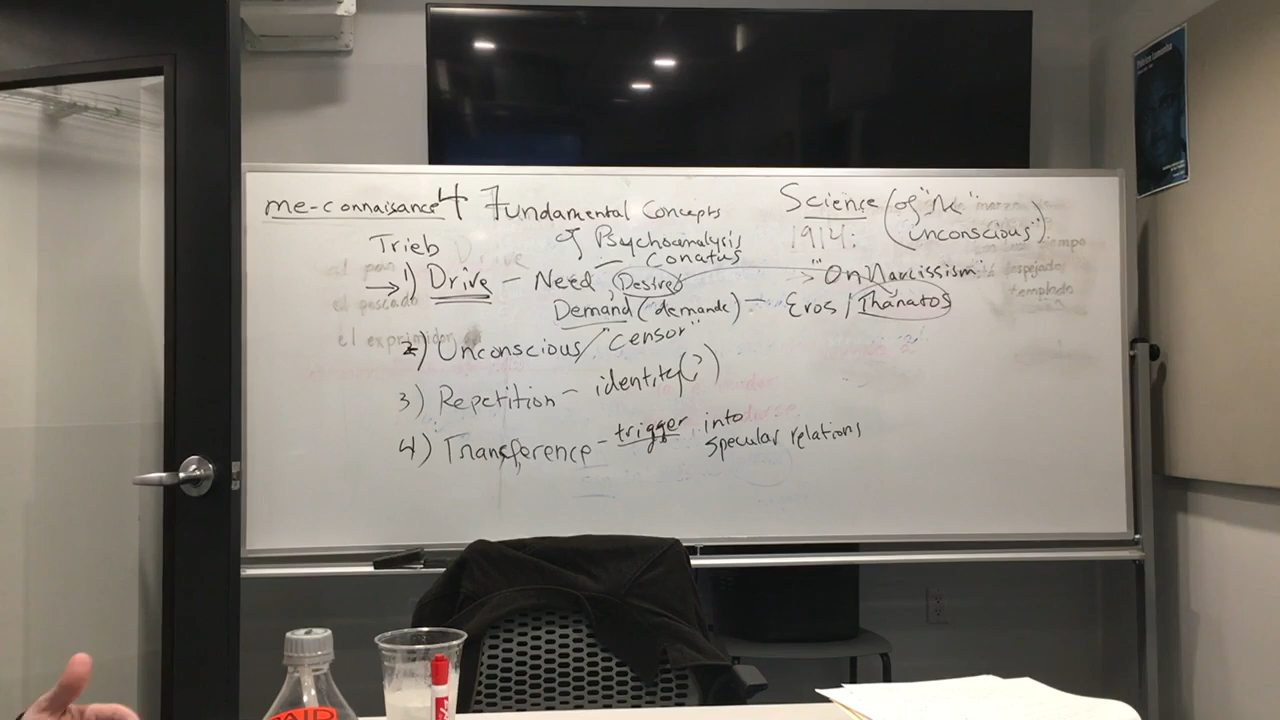 me-connaisance 4 Fundamental Concepts
of Psychoanalysis
Science (of "the"
unconscious")
1914:
Trieb
Conatus
→ 1) Drive - Need, Desire,
→ "On Narcissism"
Demand (demande) - Eros / Thanatos
2) Unconscious / "censor"
3) Repetition - identity(?)
4) Transference - trigger into
specular relations
el pescado
el exprimidor
tiempo
despejado
templado